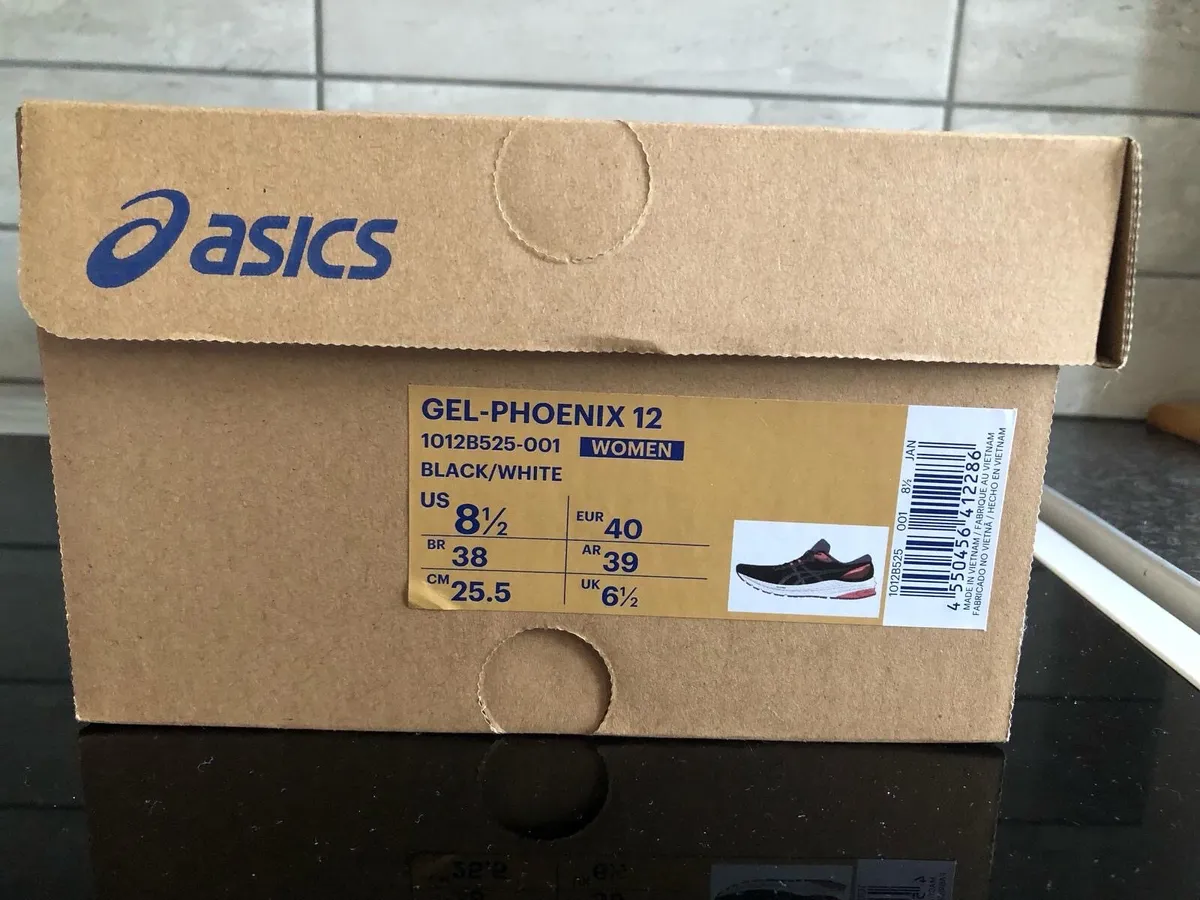 asics
GEL-PHOENIX 12
1012B525-001 WOMEN
BLACK/WHITE
US 8½ EUR 40
BR 38 AR 39
CM 25.5 UK 6½
1012B525 001 8½ JAN
4 550456 412286
MADE IN VIETNAM / FABRIQUÉ AU VIETNAM
FABRICADO NO VIETNÃ / HECHO EN VIETNAM